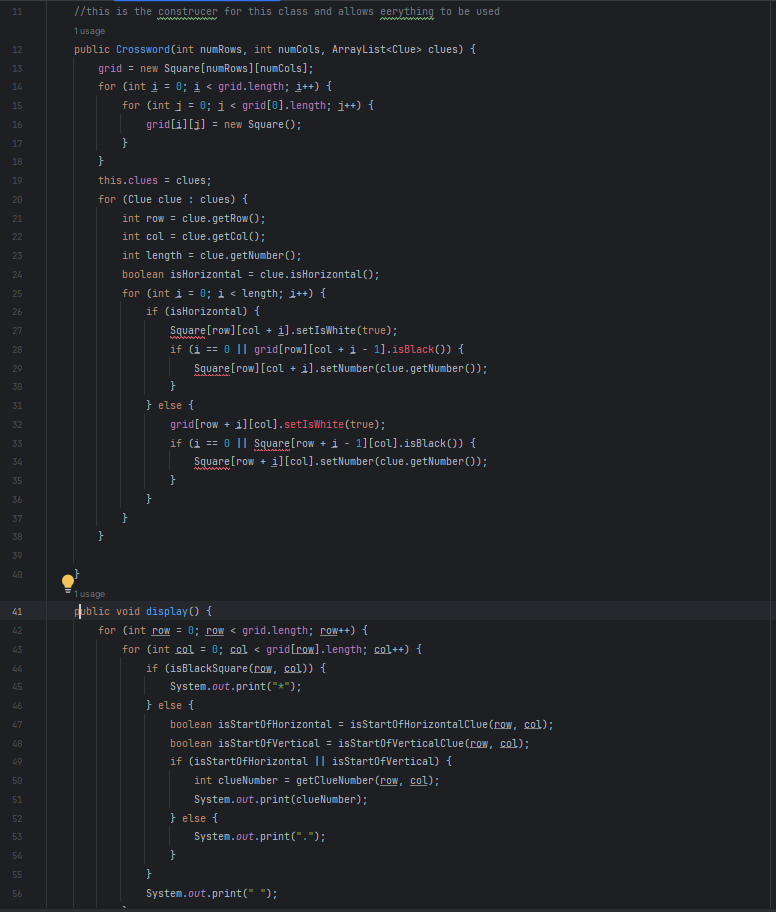 11 //this is the construcer for this class and allows eerything to be used
1 usage
12 public Crossword(int numRows, int numCols, ArrayList<Clue> clues) {
13 grid = new Square[numRows][numCols];
14 for (int i = 0; i < grid.length; i++) {
15 for (int j = 0; j < grid[0].length; j++) {
16 grid[i][j] = new Square();
17 }
18 }
19 this.clues = clues;
20 for (Clue clue : clues) {
21 int row = clue.getRow();
22 int col = clue.getCol();
23 int length = clue.getNumber();
24 boolean isHorizontal = clue.isHorizontal();
25 for (int i = 0; i < length; i++) {
26 if (isHorizontal) {
27 Square[row][col + i].setIsWhite(true);
28 if (i == 0 || grid[row][col + i - 1].isBlack()) {
29 Square[row][col + i].setNumber(clue.getNumber());
30 }
31 } else {
32 grid[row + i][col].setIsWhite(true);
33 if (i == 0 || Square[row + i - 1][col].isBlack()) {
34 Square[row + i][col].setNumber(clue.getNumber());
35 }
36 }
37 }
38 }
39
40 }
1 usage
41 public void display() {
42 for (int row = 0; row < grid.length; row++) {
43 for (int col = 0; col < grid[row].length; col++) {
44 if (isBlackSquare(row, col)) {
45 System.out.print("*");
46 } else {
47 boolean isStartOfHorizontal = isStartOfHorizontalClue(row, col);
48 boolean isStartOfVertical = isStartOfVerticalClue(row, col);
49 if (isStartOfHorizontal || isStartOfVertical) {
50 int clueNumber = getClueNumber(row, col);
51 System.out.print(clueNumber);
52 } else {
53 System.out.print(".");
54 }
55 }
56 System.out.print(" ");